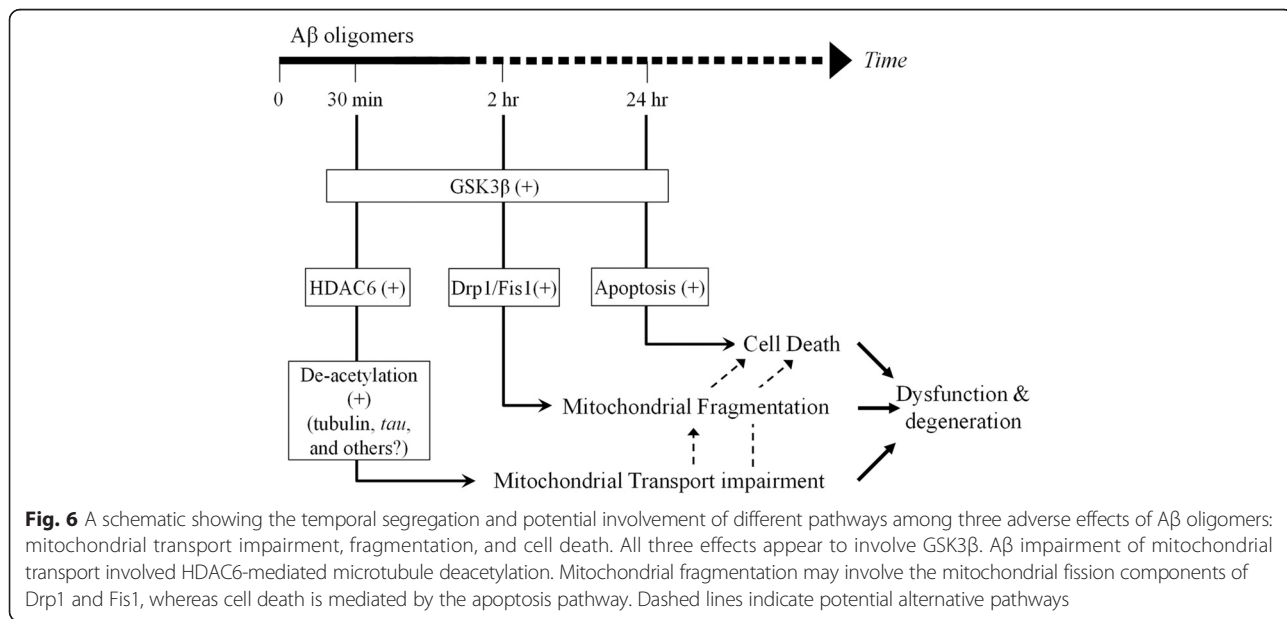 Aβ oligomers
Time
0 30 min 2 hr 24 hr
GSK3β (+)
HDAC6 (+) Drp1/Fis1(+) Apoptosis (+)
De-acetylation
(+)
(tubulin, tau,
and others?)
Cell Death
Mitochondrial Fragmentation
Mitochondrial Transport impairment
Dysfunction &
degeneration
Fig. 6 A schematic showing the temporal segregation and potential involvement of different pathways among three adverse effects of Aβ oligomers:
mitochondrial transport impairment, fragmentation, and cell death. All three effects appear to involve GSK3β. Aβ impairment of mitochondrial
transport involved HDAC6-mediated microtubule deacetylation. Mitochondrial fragmentation may involve the mitochondrial fission components of
Drp1 and Fis1, whereas cell death is mediated by the apoptosis pathway. Dashed lines indicate potential alternative pathways